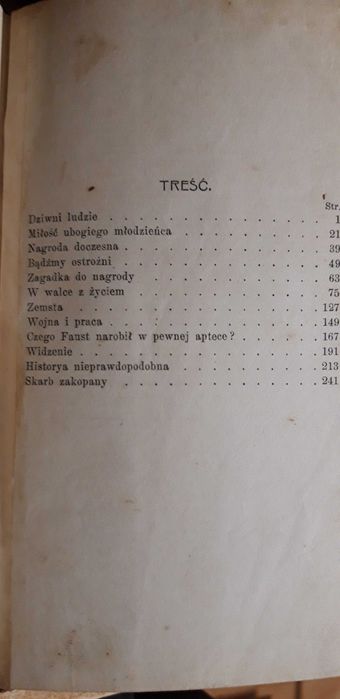 TREŚĆ.
Str.
Dziwni ludzie . . . . . . . . . . . . . . . 1
Miłość ubogiego młodzieńca . . . . . . . . . . 21
Nagroda doczesna . . . . . . . . . . . . . . 39
Bądźmy ostrożni . . . . . . . . . . . . . . 49
Zagadka do nagrody . . . . . . . . . . . . . 63
W walce z życiem . . . . . . . . . . . . . . 75
Zemsta . . . . . . . . . . . . . . . . 127
Wojna i praca . . . . . . . . . . . . . . . 149
Czego Faust narobił w pewnej aptece? . . . . . . 167
Widzenie . . . . . . . . . . . . . . . . 191
Historya nieprawdopodobna . . . . . . . . . . 213
Skarb zakopany . . . . . . . . . . . . . . 241